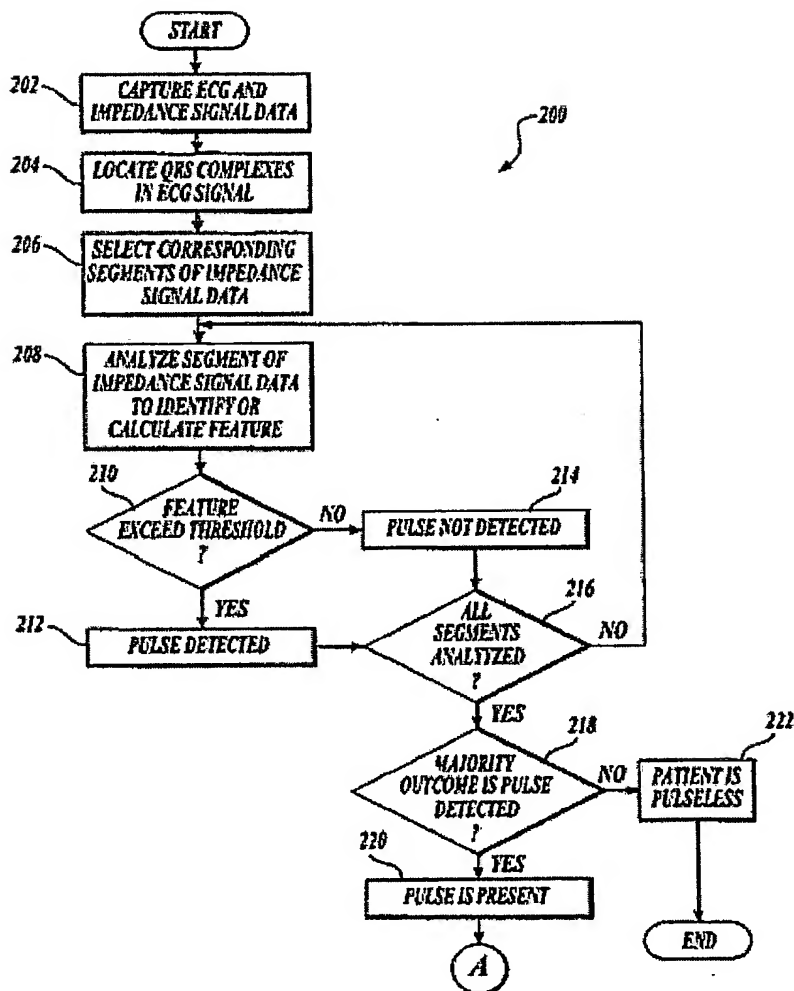 START
202
CAPTURE ECG AND
IMPEDANCE SIGNAL DATA
200
204
LOCATE QRS COMPLEXES
IN ECG SIGNAL
206
SELECT CORRESPONDING
SEGMENTS OF IMPEDANCE
SIGNAL DATA
208
ANALYZE SEGMENT OF
IMPEDANCE SIGNAL DATA
TO IDENTIFY OR
CALCULATE FEATURE
210
FEATURE
EXCEED THRESHOLD
?
NO
214
PULSE NOT DETECTED
YES
212
PULSE DETECTED
216
ALL
SEGMENTS
ANALYZED
?
NO
YES
218
MAJORITY
OUTCOME IS PULSE
DETECTED
?
NO
222
PATIENT IS
PULSELESS
YES
220
PULSE IS PRESENT
A
END